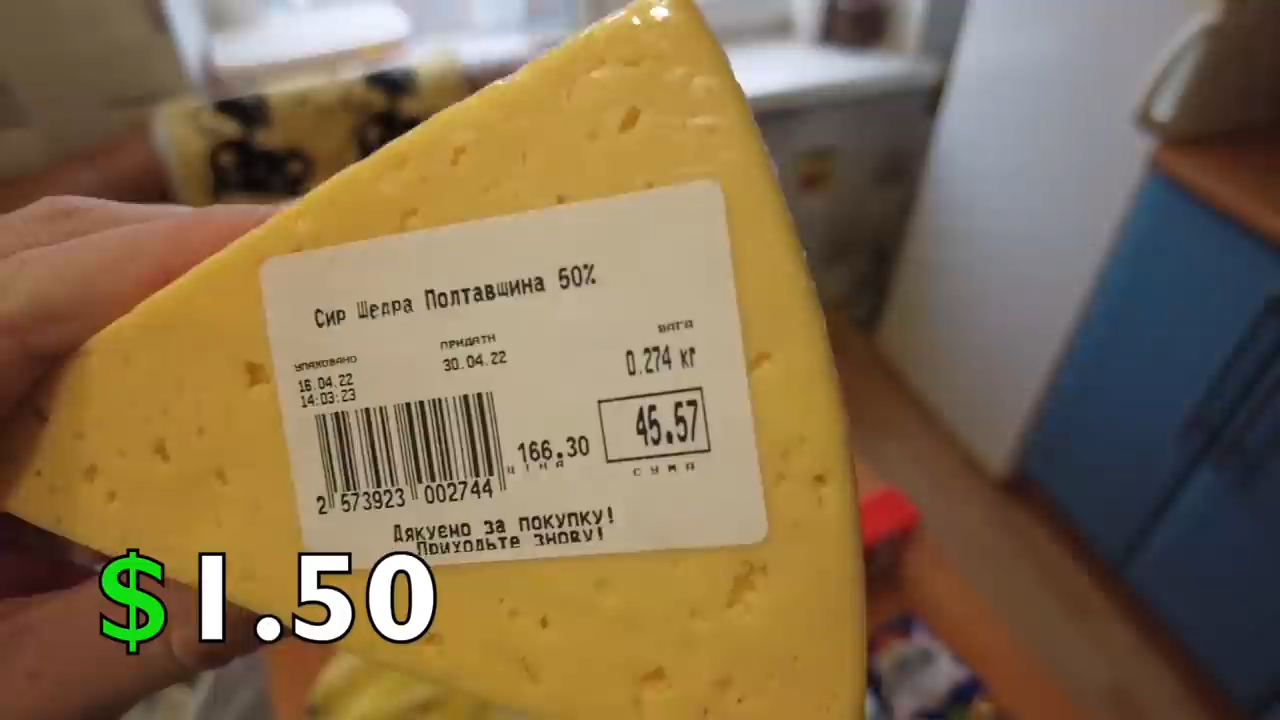 Сир Щедра Полтавщина 50%
УПАКОВАНО
ПРИДАТН
ВАГА
16.04.22
14:03:23
30.04.22
0.274 кг
166.30
45.57
ЦІНА
СУМА
2 573923 002744
Дякуємо за покупку!
Приходьте знову!
$1.50